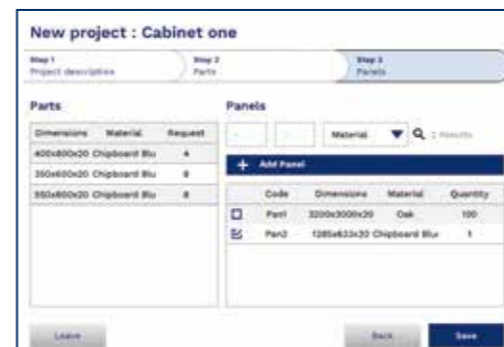 New project : Cabinet one
Step 1
Project description
Step 2
Parts
Step 3
Panels
Parts
Dimensions Material Request
400x800x20 Chipboard Blu 4
350x600x20 Chipboard Blu 8
550x600x20 Chipboard Blu 8
Panels
Material 2 Results
+ Add Panel
Code Dimensions Material Quantity
Pan1 3200x3000x20 Oak 100
Pan2 1285x633x20 Chipboard Blu 1
Leave
Back
Save